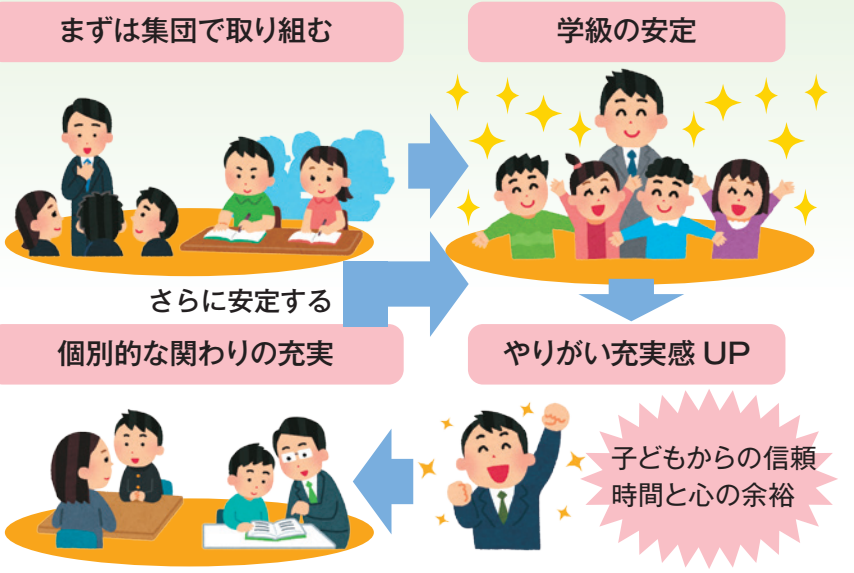 まずは集団で取り組む
学級の安定
さらに安定する
個別的な関わりの充実
やりがい充実感 UP
子どもからの信頼
時間と心の余裕